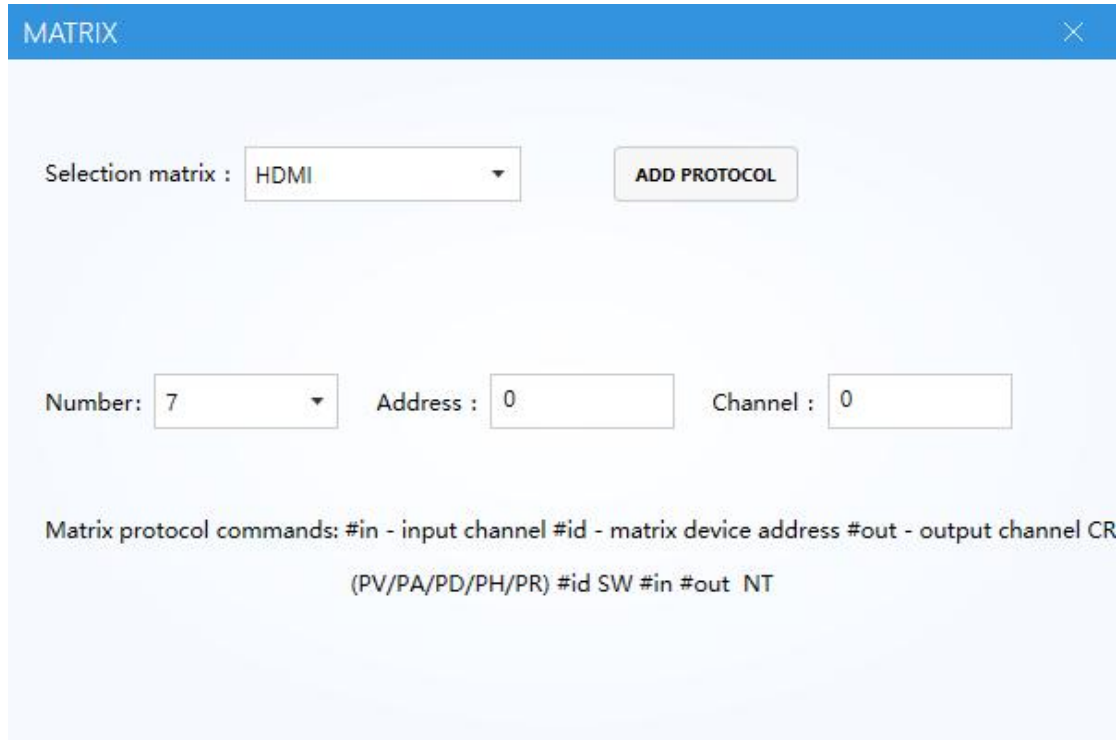 MATRIX
Selection matrix : HDMI ADD PROTOCOL
Number: 7 Address : 0 Channel : 0
Matrix protocol commands: #in - input channel #id - matrix device address #out - output channel CR
(PV/PA/PD/PH/PR) #id SW #in #out NT